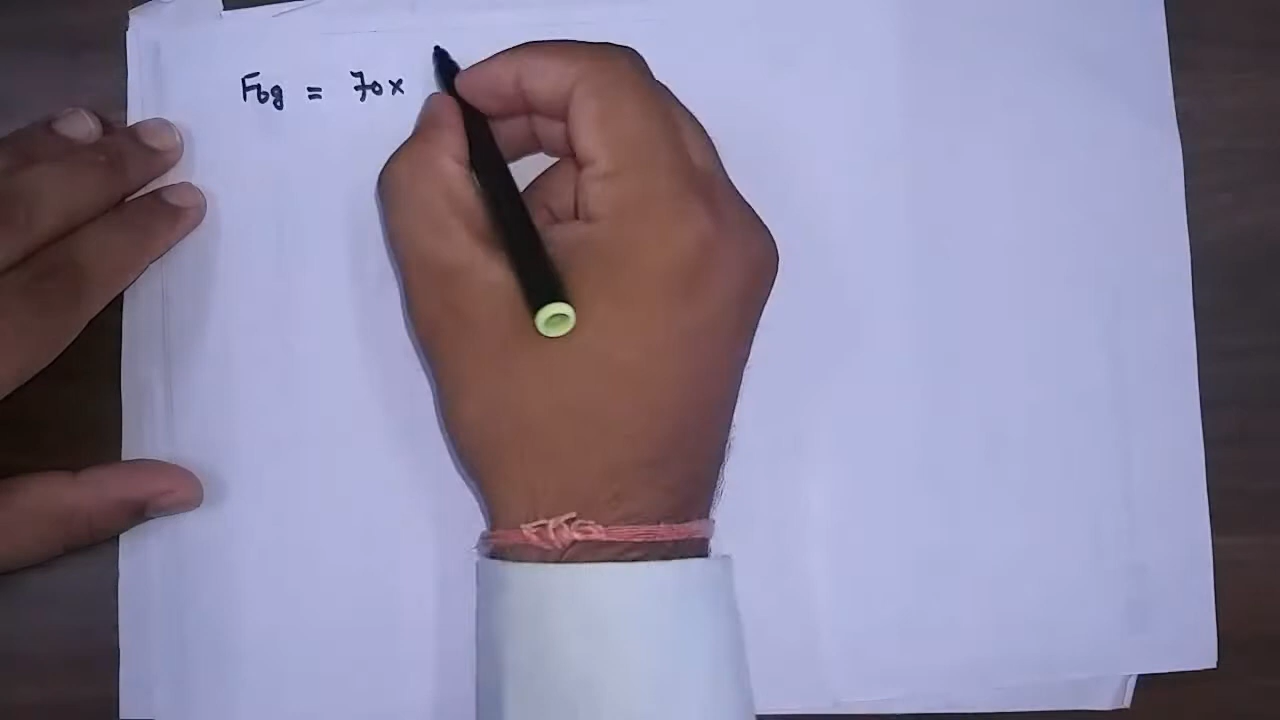 Fbg = 70x